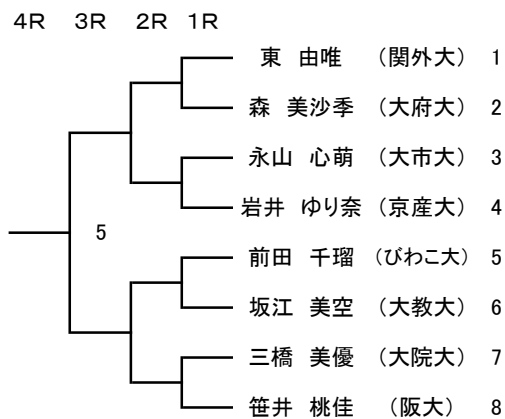 4R 3R 2R 1R
東 由唯 (関外大) 1
森 美沙季 (大府大) 2
永山 心萌 (大市大) 3
岩井 ゆり奈 (京産大) 4
5
前田 千瑠 (びわこ大) 5
坂江 美空 (大教大) 6
三橋 美優 (大院大) 7
笹井 桃佳 (阪大) 8